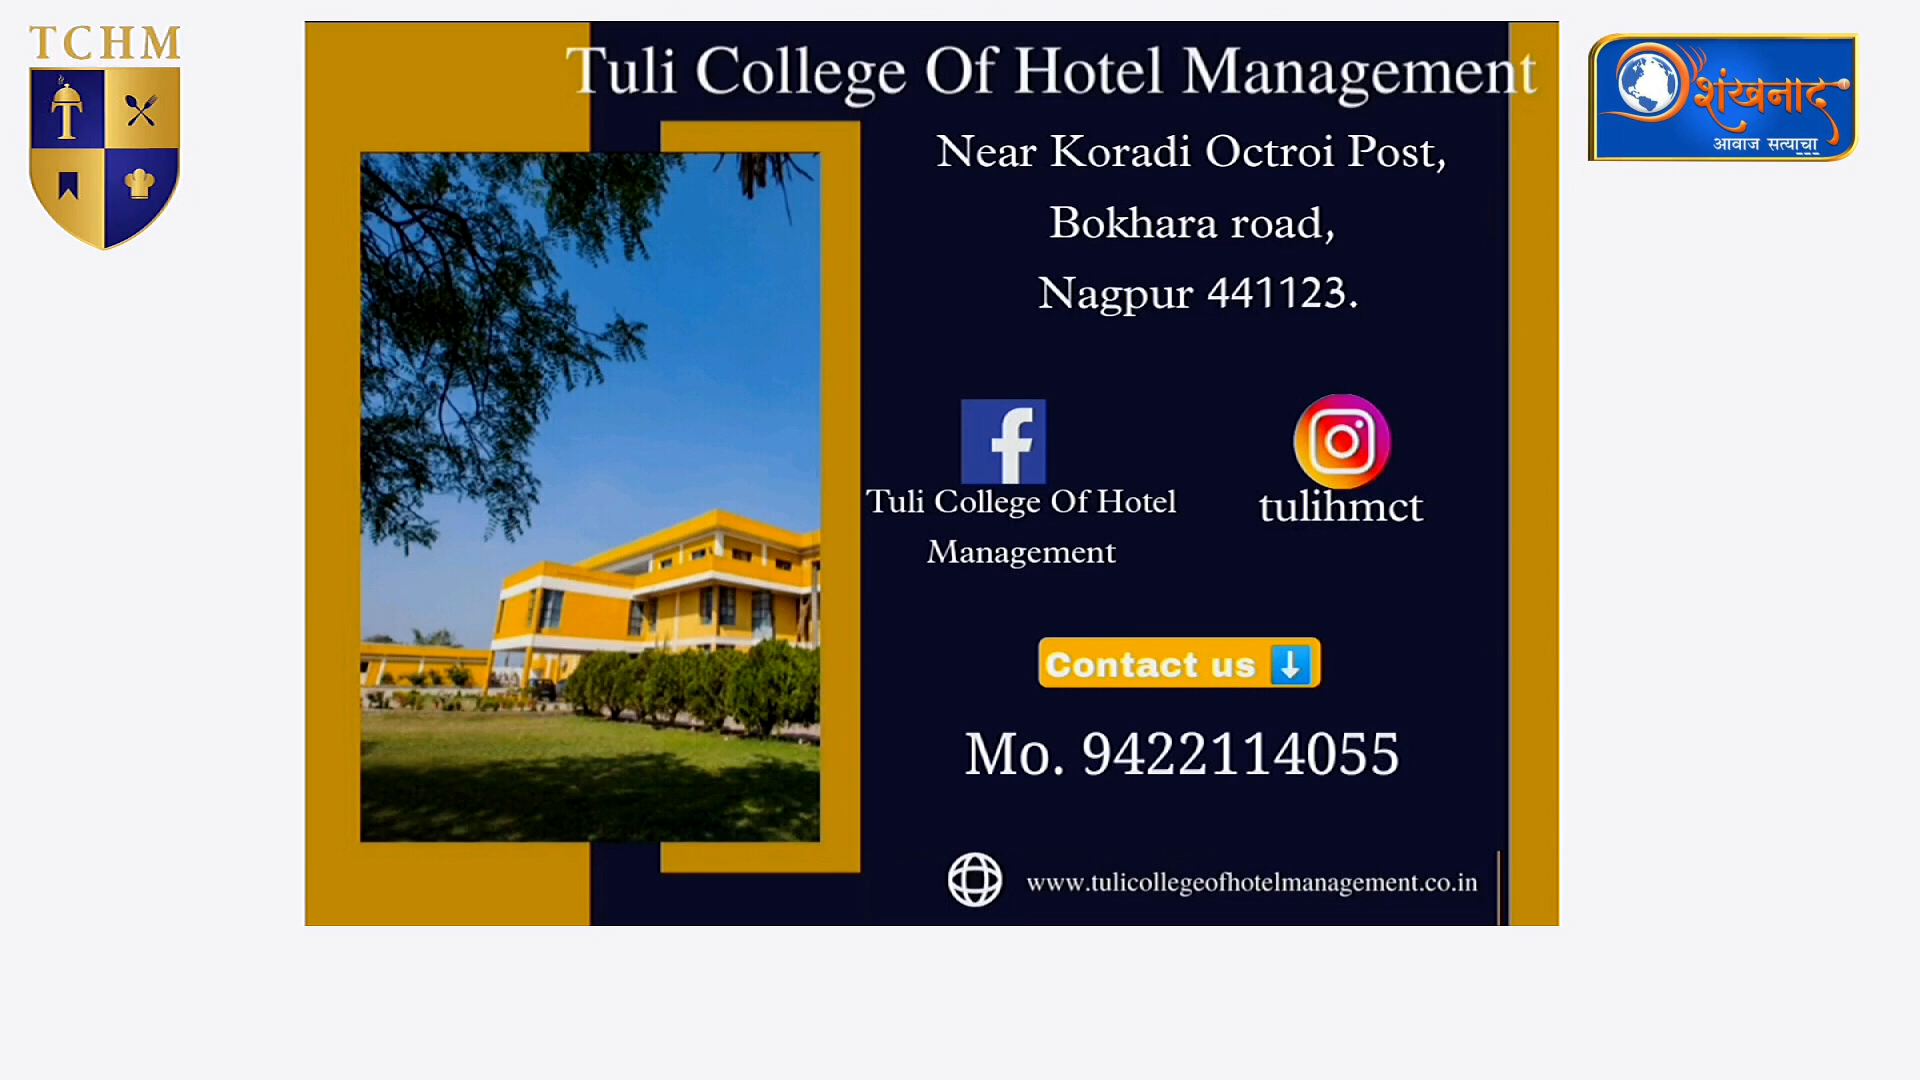 TCHM
T
Tuli College Of Hotel Management
शंखनाद
आवाज सत्याचा
Near Koradi Octroi Post,
Bokhara road,
Nagpur 441123.
Tuli College Of Hotel
Management
tulihmct
Contact us ⬇
Mo. 9422114055
www.tulicollegeofhotelmanagement.co.in